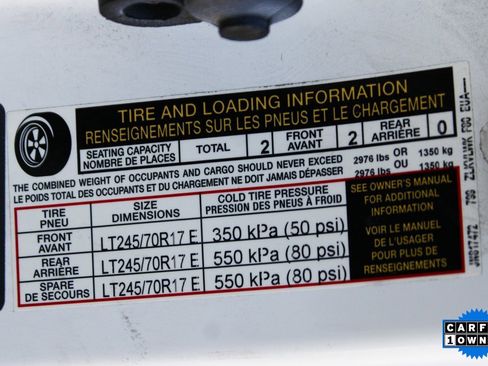 TIRE AND LOADING INFORMATION
RENSEIGNEMENTS SUR LES PNEUS ET LE CHARGEMENT
SEATING CAPACITY
NOMBRE DE PLACES
TOTAL 2
FRONT
AVANT 2
REAR
ARRIÈRE 0
THE COMBINED WEIGHT OF OCCUPANTS AND CARGO SHOULD NEVER EXCEED 2976 lbs OR 1350 kg
LE POIDS TOTAL DES OCCUPANTS ET DU CHARGEMENT NE DOIT JAMAIS DÉPASSER 2976 lbs OU 1350 kg
TIRE
PNEU
SIZE
DIMENSIONS
COLD TIRE PRESSURE
PRESSION DES PNEUS À FROID
FRONT
AVANT
LT245/70R17 E 350 kPa (50 psi)
REAR
ARRIÈRE
LT245/70R17 E 550 kPa (80 psi)
SPARE
DE SECOURS
LT245/70R17 E 550 kPa (80 psi)
SEE OWNER'S MANUAL
FOR ADDITIONAL
INFORMATION
VOIR LE MANUEL
DE L'USAGER
POUR PLUS DE
RENSEIGNEMENTS
CARF
1 OWN